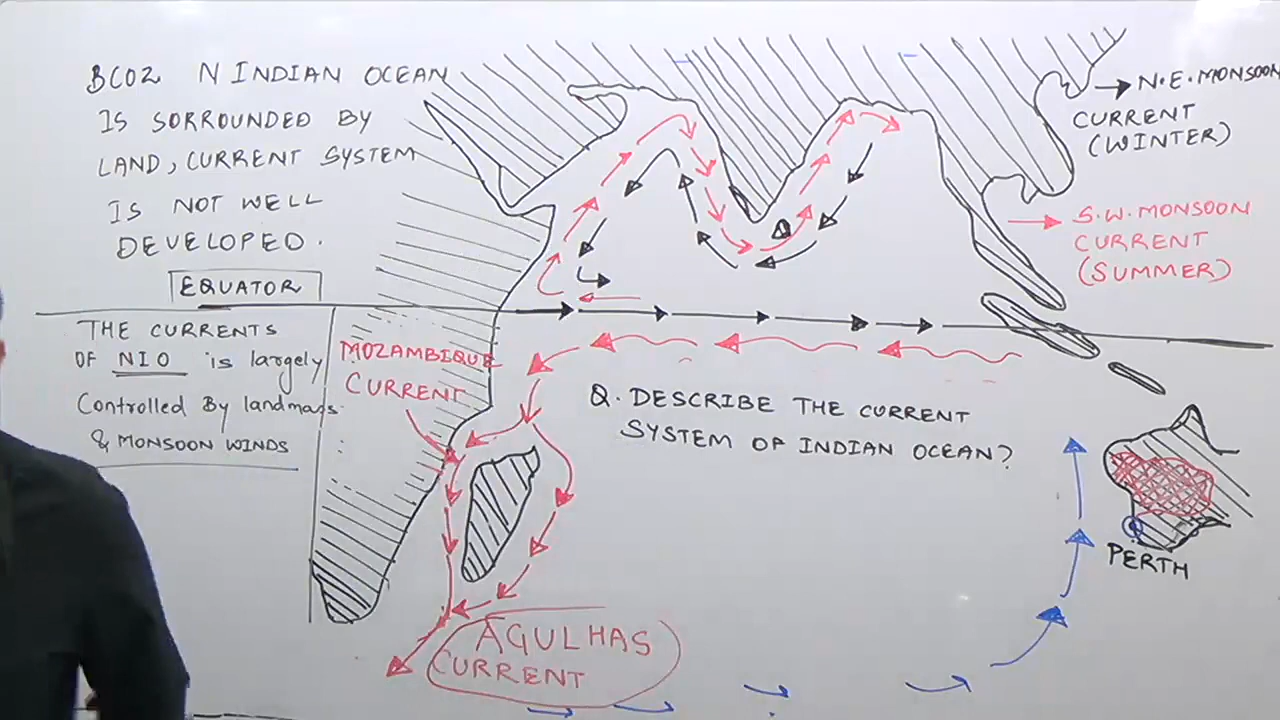 BCO2 N INDIAN OCEAN
IS SORROUNDED BY
LAND, CURRENT SYSTEM
IS NOT WELL
DEVELOPED.
EQUATOR
THE CURRENTS
OF NIO is largely
Controlled By landmass
& MONSOON WINDS
MOZAMBIQUE
CURRENT
N.E.MONSOON
CURRENT
(WINTER)
S.W.MONSOON
CURRENT
(SUMMER)
Q. DESCRIBE THE CURRENT
SYSTEM OF INDIAN OCEAN?
PERTH
AGULHAS
CURRENT